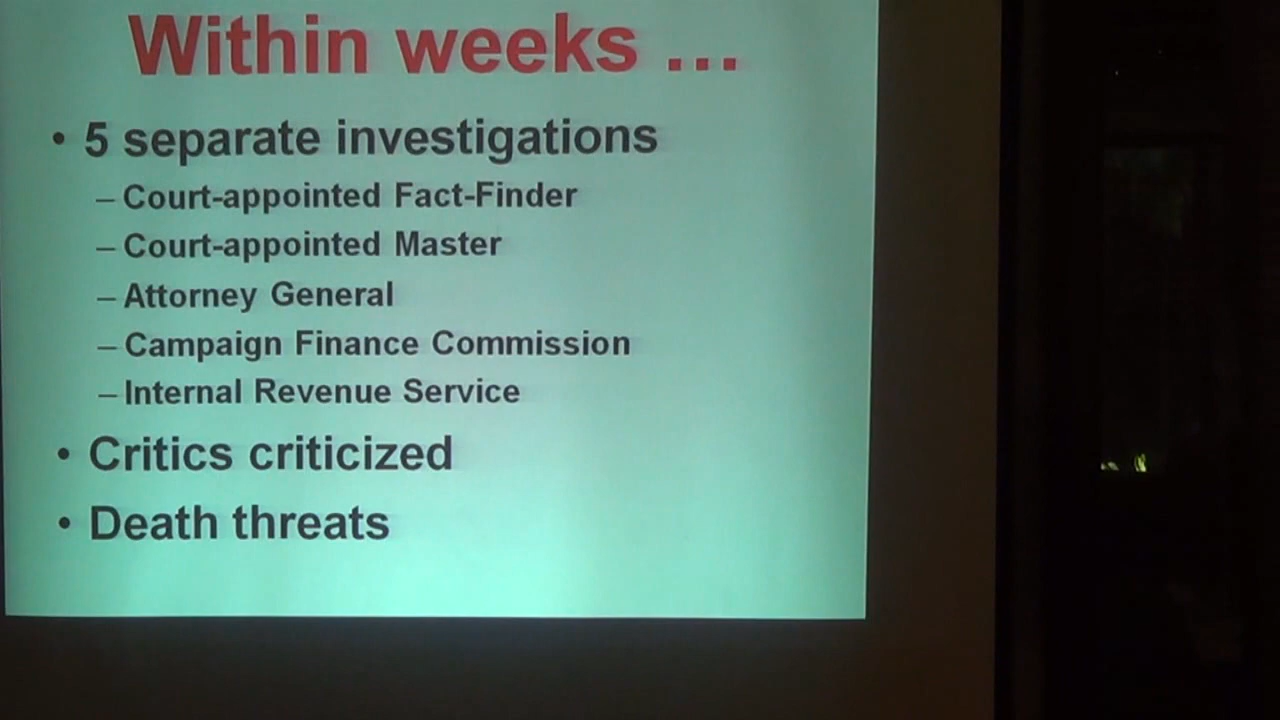 Within weeks ...
• 5 separate investigations
– Court-appointed Fact-Finder
– Court-appointed Master
– Attorney General
– Campaign Finance Commission
– Internal Revenue Service
• Critics criticized
• Death threats